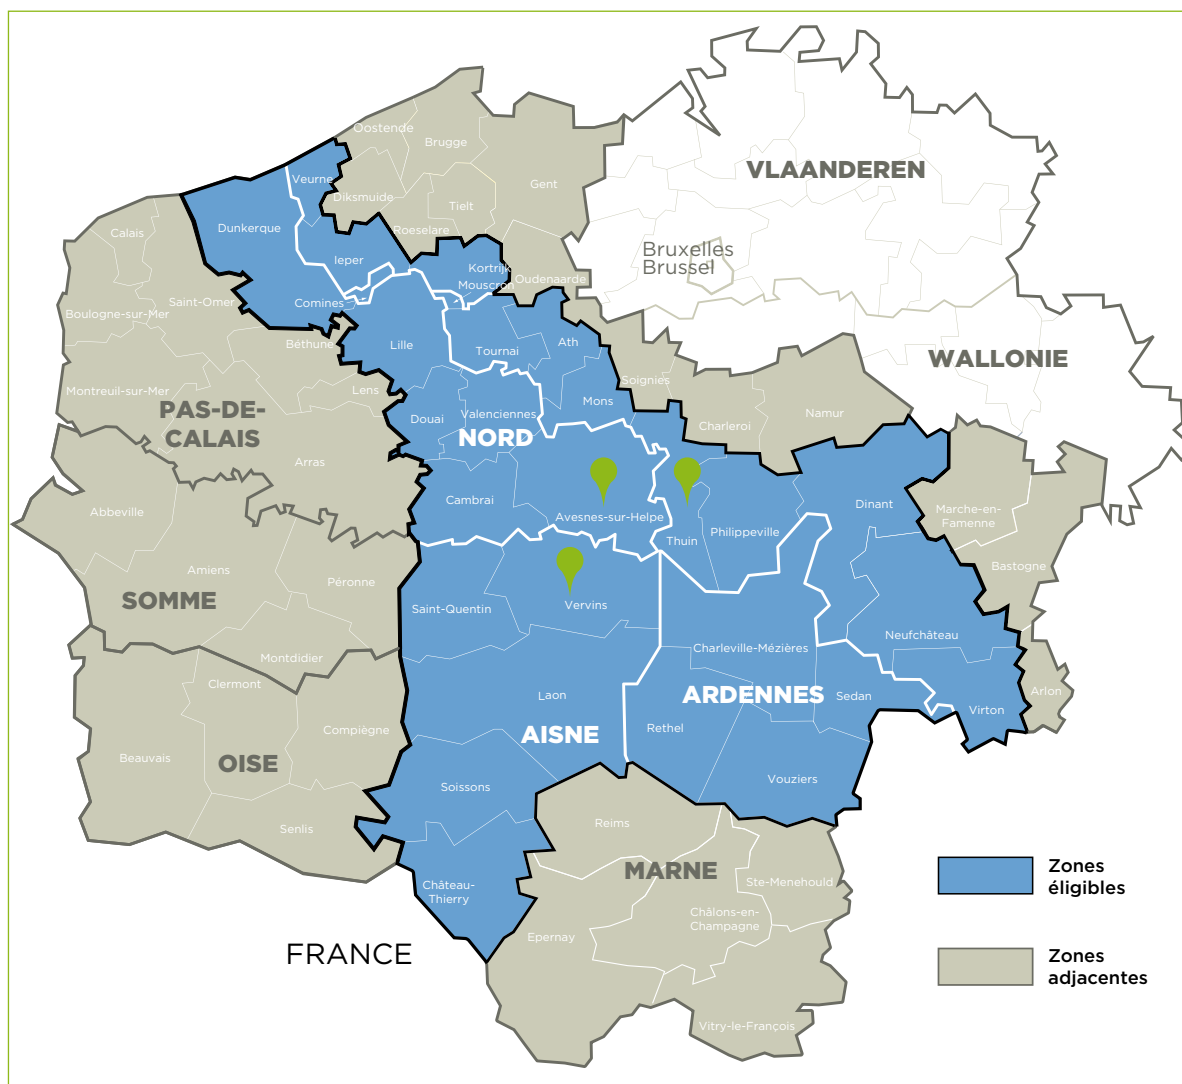 Oostende
Brugge
VLAANDEREN
Veurne
Diksmuide
Gent
Tielt
Dunkerque
Calais
Roeselare
Ieper
Bruxelles
Brussel
Kortrijk
Mouscron
Oudenaarde
Saint-Omer
Comines
Boulogne-sur-Mer
Béthune
Lille
Tournai
Ath
WALLONIE
Soignies
Montreuil-sur-Mer
Lens
Mons
PAS-DE-
CALAIS
Douai
Valenciennes
NORD
Charleroi
Namur
Arras
Cambrai
Abbeville
Avesnes-sur-Helpe
Thuin
Philippeville
Dinant
Marche-en-
Famenne
Amiens
Péronne
Bastogne
SOMME
Saint-Quentin
Vervins
Neufchâteau
Montdidier
Charleville-Mézières
Clermont
Laon
ARDENNES
Sedan
Arlon
Virton
Compiègne
Rethel
AISNE
Beauvais
OISE
Soissons
Vouziers
Reims
Senlis
MARNE
Ste-Menehould
Château-
Thierry
Châlons-en-
Champagne
Epernay
FRANCE
Vitry-le-François
Zones
éligibles
Zones
adjacentes